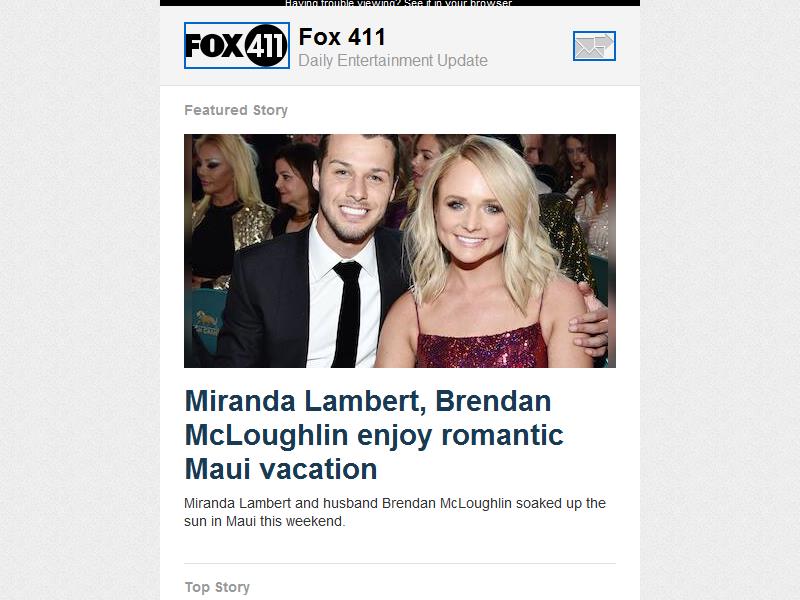 Having trouble viewing? See it in your browser
FOX 411
Fox 411
Daily Entertainment Update
Featured Story
Miranda Lambert, Brendan
McLoughlin enjoy romantic
Maui vacation
Miranda Lambert and husband Brendan McLoughlin soaked up the
sun in Maui this weekend.
Top Story